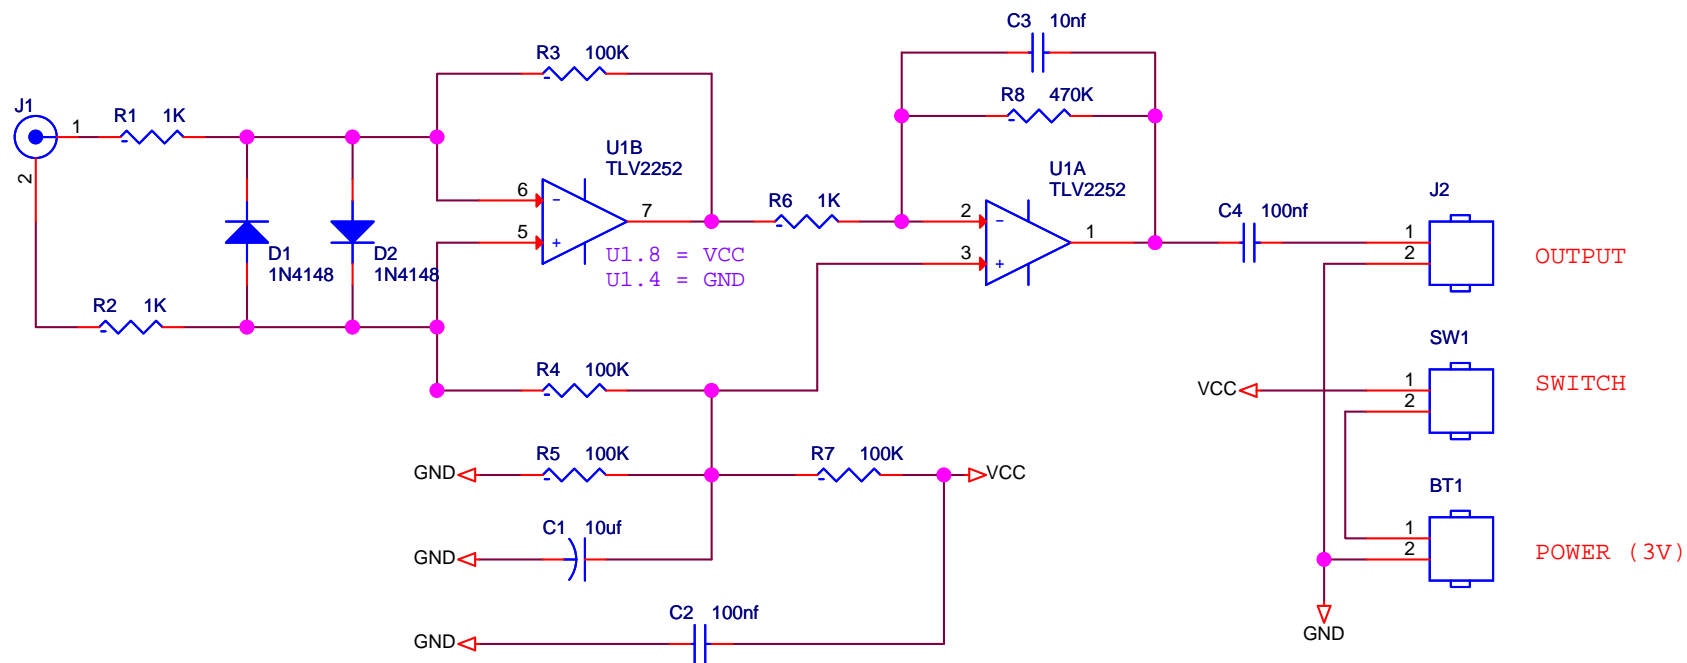 C3 10nf
R3 100K
R8 470K
J1
1
R1 1K
2
U1B
TLV2252
6
5
7
U1.8 = VCC
U1.4 = GND
D1
1N4148
D2
1N4148
R2 1K
R6 1K
U1A
TLV2252
2
3
1
C4 100nf
J2
1
2
OUTPUT
R4 100K
SW1
VCC
1
2
SWITCH
GND
R5 100K
R7 100K
VCC
BT1
1
2
POWER (3V)
GND
C1 10uf
GND
C2 100nf
GND